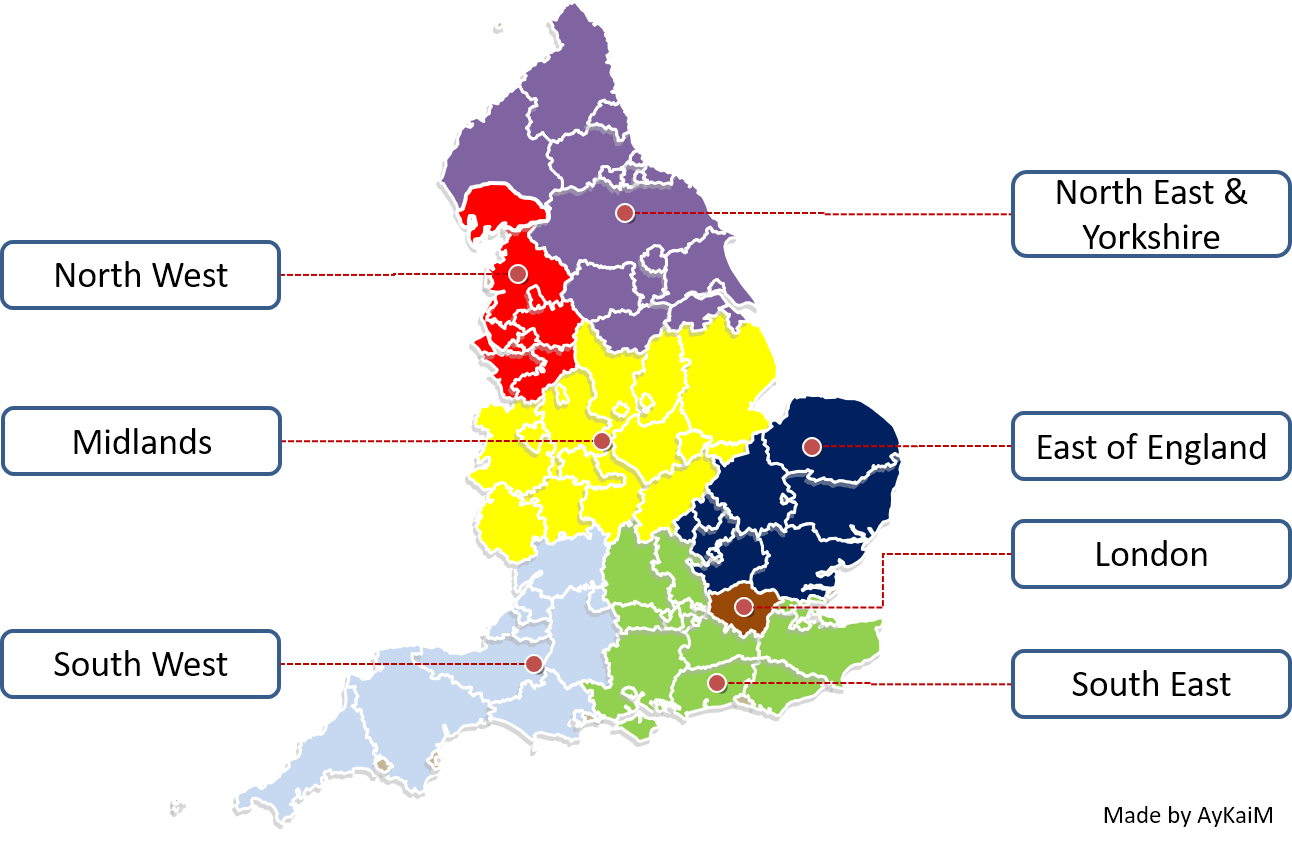 North East &
Yorkshire
North West
Midlands
East of England
London
South West
South East
Made by AyKaiM